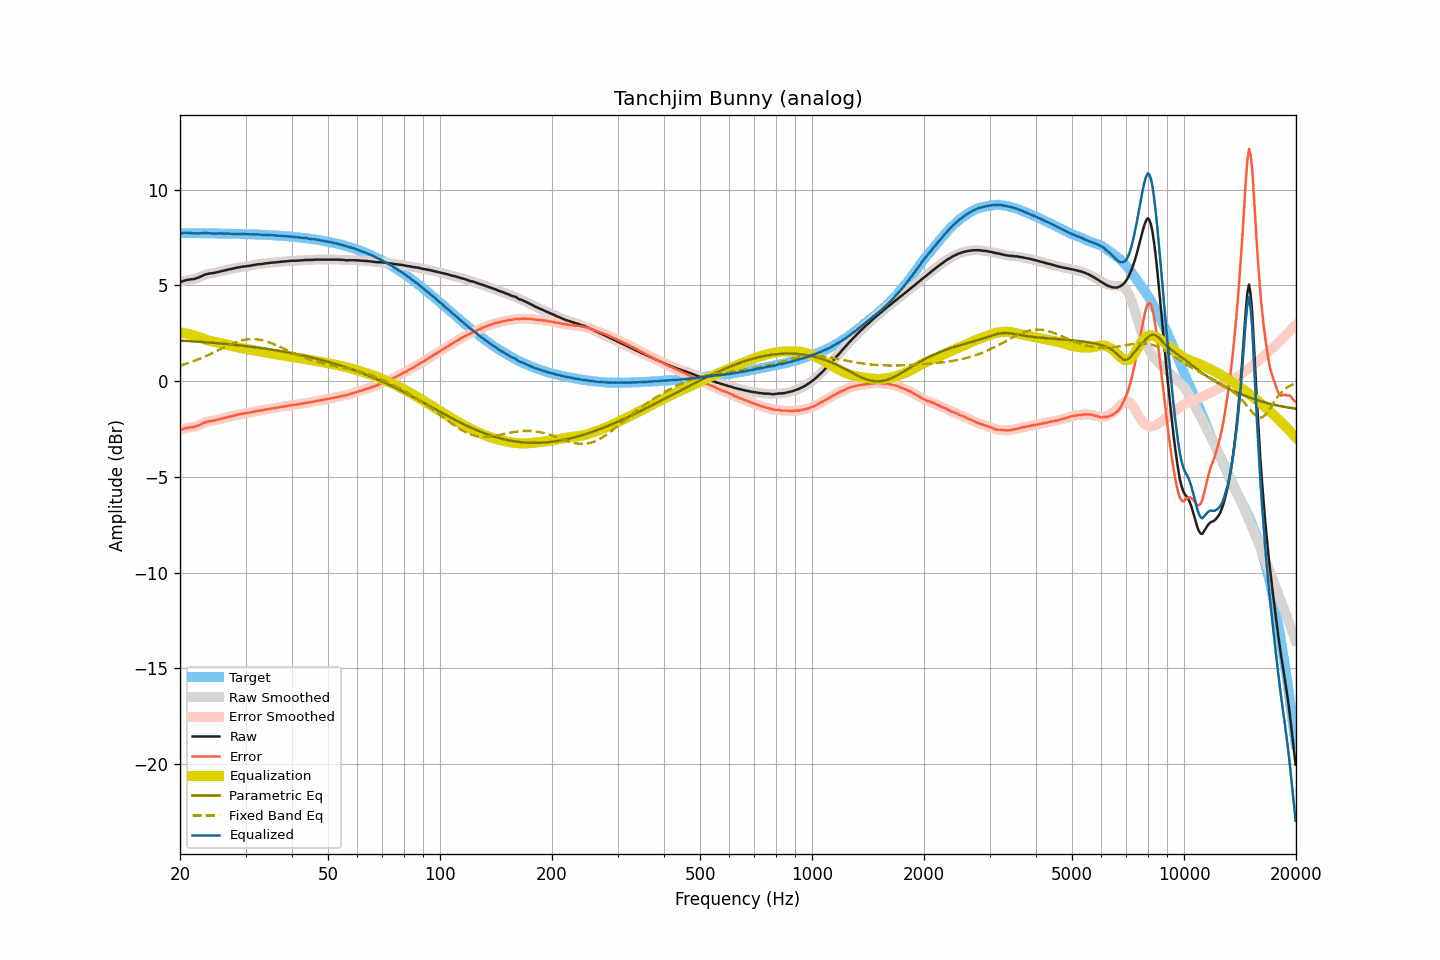 Tanchjim Bunny (analog)
10
5
0
−5
−10
−15
−20
Amplitude (dBr)
Target
Raw Smoothed
Error Smoothed
Raw
Error
Equalization
Parametric Eq
Fixed Band Eq
Equalized
20 50 100 200 500 1000 2000 5000 10000 20000
Frequency (Hz)